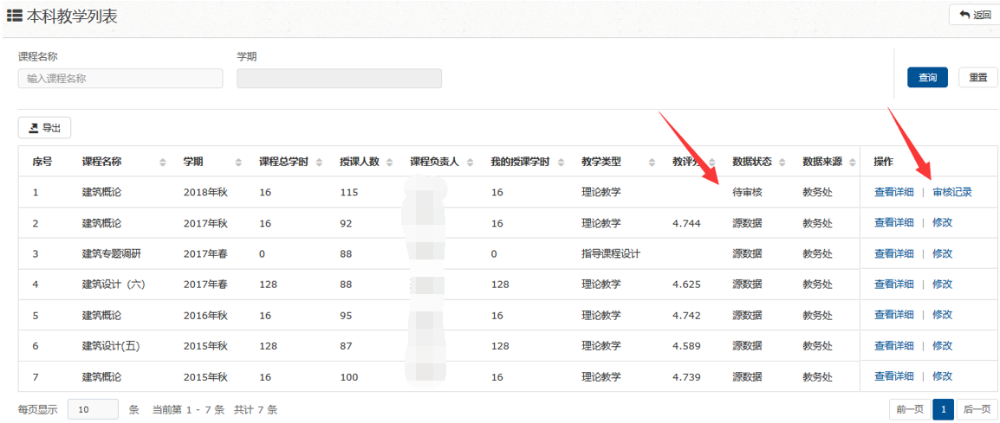 本科教学列表 返回
课程名称 学期
输入课程名称 查询 重置
导出
序号 课程名称 学期 课程总学时 授课人数 课程负责人 我的授课学时 教学类型 教评分 数据状态 数据来源 操作
1 建筑概论 2018年秋 16 115 16 理论教学 待审核 教务处 查看详细 | 审核记录
2 建筑概论 2017年秋 16 92 16 理论教学 4.744 源数据 教务处 查看详细 | 修改
3 建筑专题调研 2017年春 0 88 0 指导课程设计 源数据 教务处 查看详细 | 修改
4 建筑设计（六） 2017年春 128 88 128 理论教学 4.625 源数据 教务处 查看详细 | 修改
5 建筑概论 2016年秋 16 95 16 理论教学 4.742 源数据 教务处 查看详细 | 修改
6 建筑设计(五) 2015年秋 128 87 128 理论教学 4.589 源数据 教务处 查看详细 | 修改
7 建筑概论 2015年秋 16 100 16 理论教学 4.739 源数据 教务处 查看详细 | 修改
每页显示 10 条 当前第 1 - 7 条 共计 7 条 前一页 1 后一页